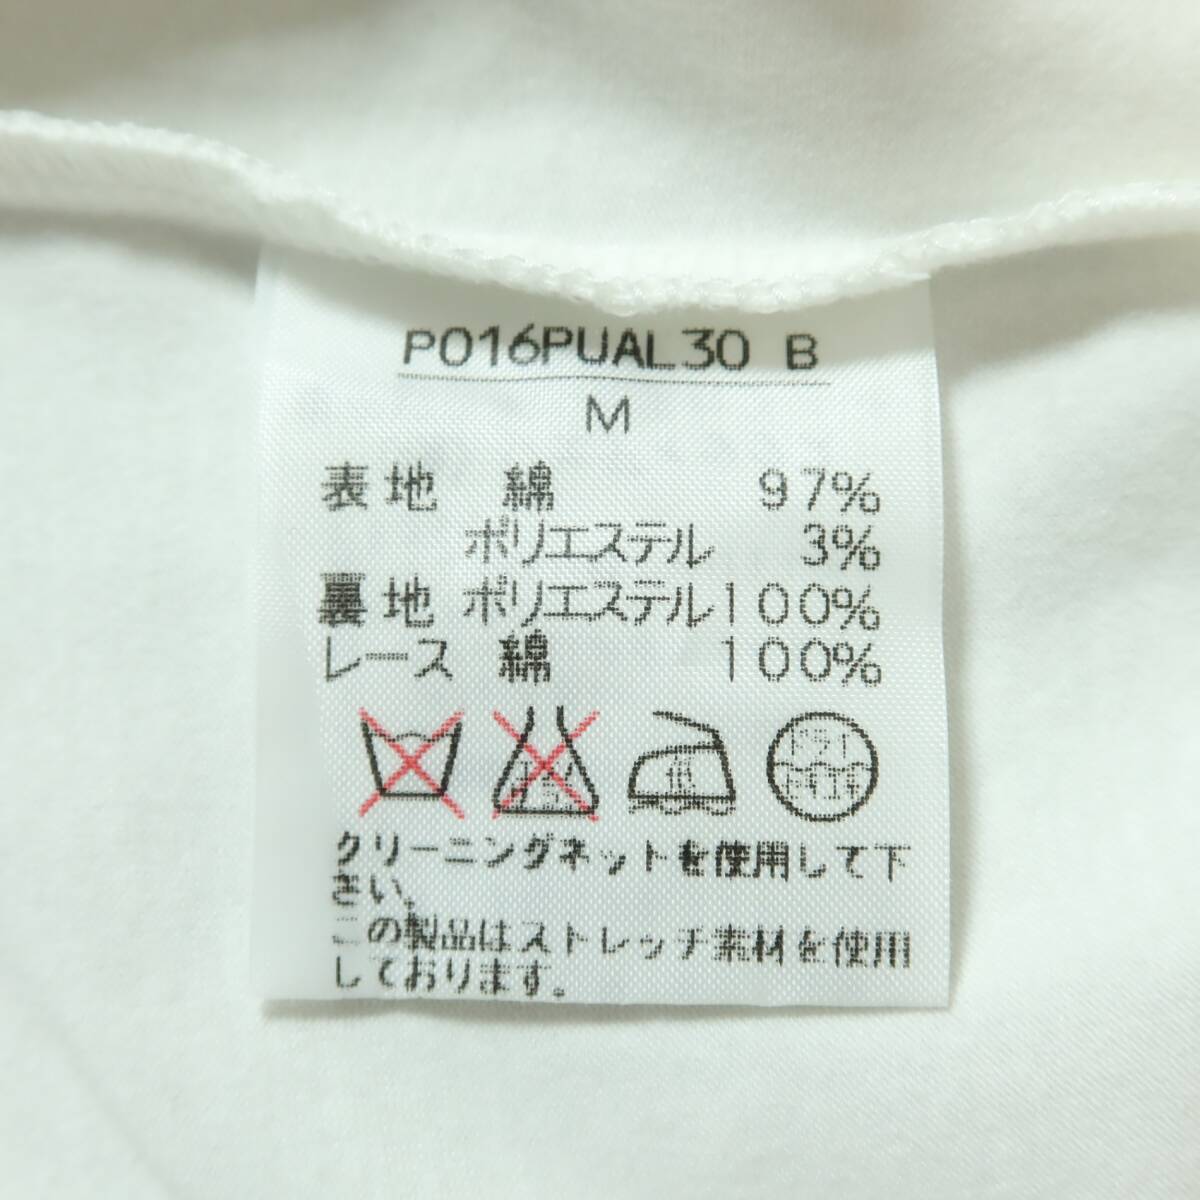 P016PUAL30 B
M
表地 綿 97%
ポリエステル 3%
裏地 ポリエステル 100%
レース 綿 100%
クリーニングネットを使用して下
さい。
この製品はストレッチ素材を使用
しております。